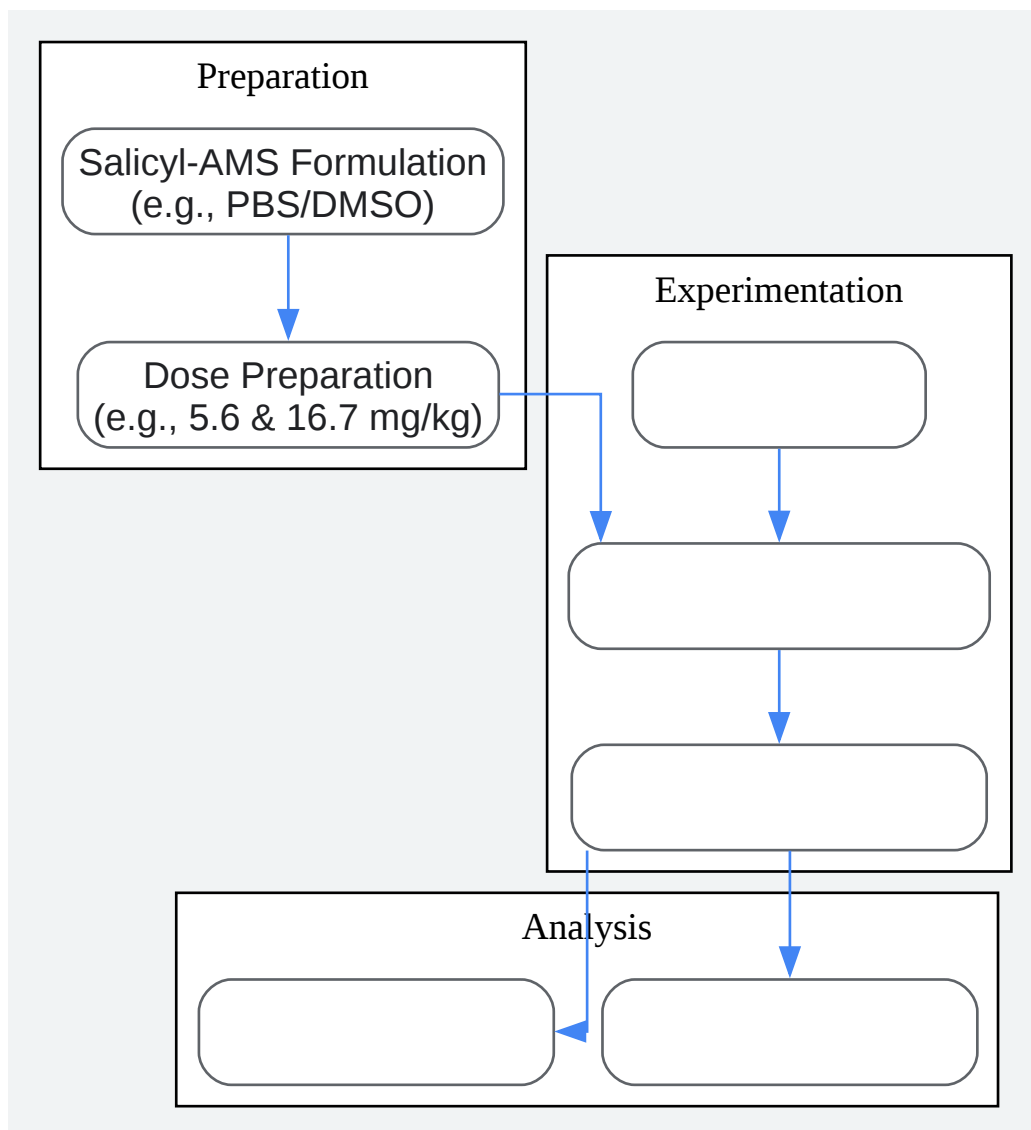 Preparation
Salicyl-AMS Formulation
(e.g., PBS/DMSO)
Dose Preparation
(e.g., 5.6 & 16.7 mg/kg)
Experimentation
Analysis